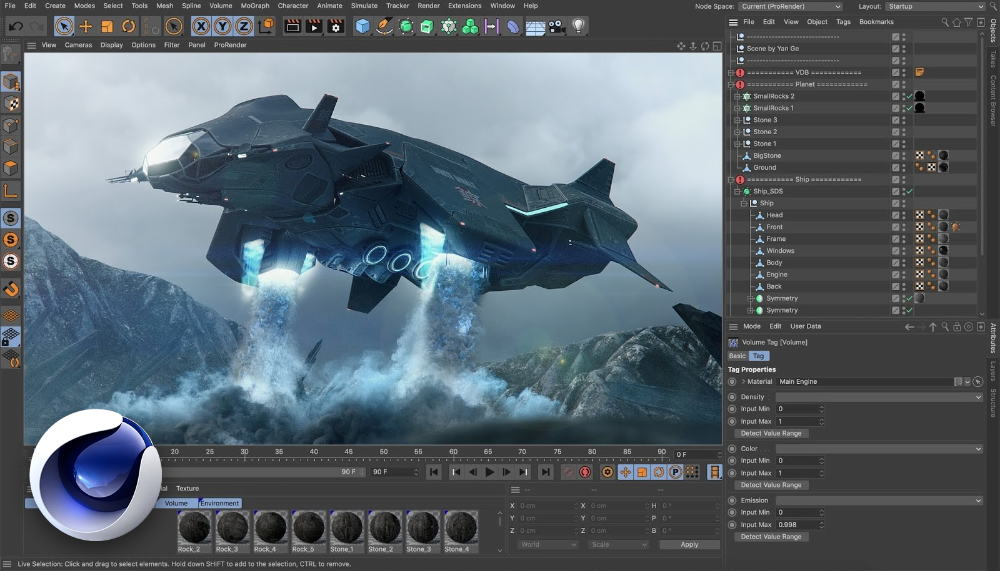 File Edit Create Modes Select Tools Mesh Spline Volume MoGraph Character Animate Simulate Tracker Render Extensions Window Help
Node Space: Current (ProRender) Layout: Startup
X Y Z
File Edit View Object Tags Bookmarks
View Cameras Display Options Filter Panel ProRender
WHITE WHALE
Objects
Takes
Content Browser
--------------------------------
Scene by Yan Ge
--------------------------------
=========== VDB ============
=========== Planet ============
SmallRocks 2
SmallRocks 1
Stone 3
Stone 2
Stone 1
BigStone
Ground
=========== Ship ============
Ship_SDS
Ship
Head
Front
Frame
Windows
Body
Engine
Back
Symmetry
Symmetry
S
S
S
Mode Edit User Data
Attributes
Layers
Structure
Volume Tag [Volume]
Basic Tag
Tag Properties
Material Main Engine
Density
Input Min 0
Input Max 1
Detect Value Range
Color
Input Min 0
Input Max 1
Detect Value Range
Emission
Input Min 0
Input Max 0.998
Detect Value Range
20 25 30 35 40 45 50 55 60 65 70 75 80 85 90 0 F
90 F 90 F P
al Texture
Volume Environment
Rock_2 Rock_3 Rock_4 Rock_5 Stone_1 Stone_2 Stone_3 Stone_4
-- -- --
X 0 cm X 0 cm H 0 °
Y 0 cm Y 0 cm P 0 °
Z 0 cm Z 0 cm B 0 °
World Scale Apply
Live Selection: Click and drag to select elements. Hold down SHIFT to add to the selection, CTRL to remove.